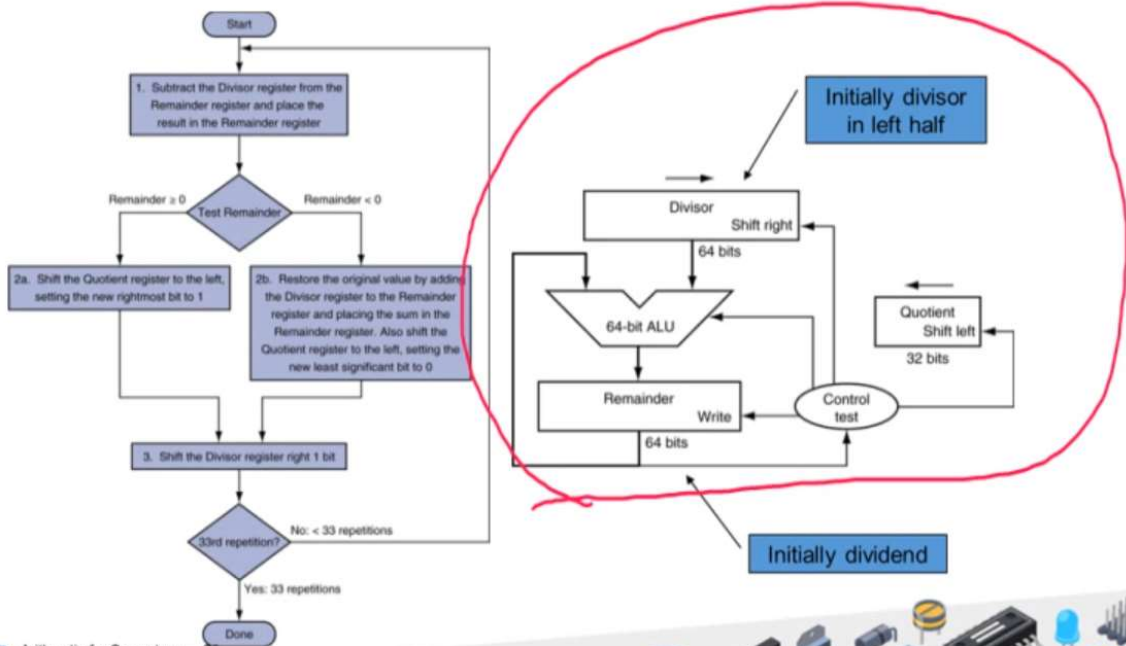 Start
1. Subtract the Divisor register from the
Remainder register and place the
result in the Remainder register
Remainder ≥ 0
Remainder < 0
Test Remainder
2a. Shift the Quotient register to the left,
setting the new rightmost bit to 1
2b. Restore the original value by adding
the Divisor register to the Remainder
register and placing the sum in the
Remainder register. Also shift the
Quotient register to the left, setting the
new least significant bit to 0
3. Shift the Divisor register right 1 bit
33rd repetition?
No: < 33 repetitions
Yes: 33 repetitions
Done
Initially divisor
in left half
Divisor
Shift right
64 bits
64-bit ALU
Quotient
Shift left
32 bits
Remainder
Write
64 bits
Control
test
Initially dividend